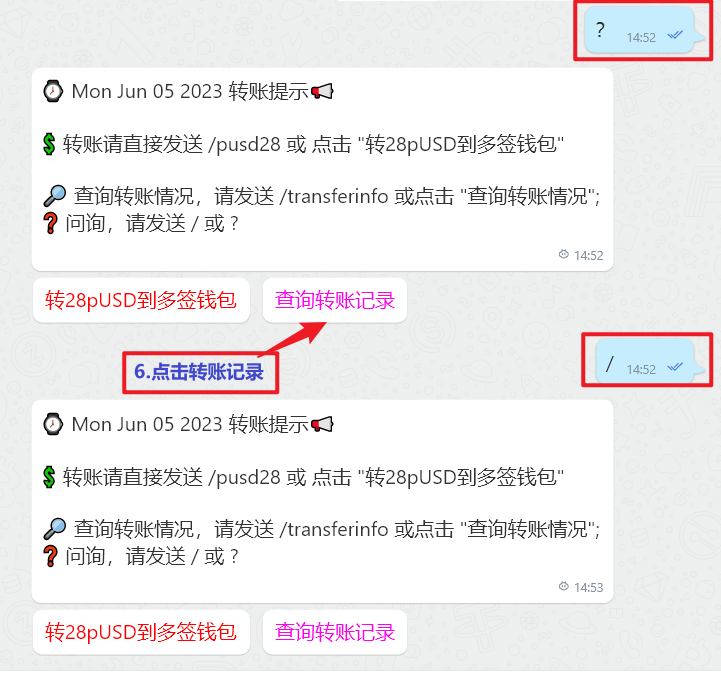 ?
14:52
Mon Jun 05 2023 转账提示
转账请直接发送 /pusd28 或 点击 "转28pUSD到多签钱包"
查询转账情况，请发送 /transferinfo 或点击 "查询转账情况";
问询，请发送 / 或 ?
14:52
转28pUSD到多签钱包 查询转账记录
6.点击转账记录
/
14:52
Mon Jun 05 2023 转账提示
转账请直接发送 /pusd28 或 点击 "转28pUSD到多签钱包"
查询转账情况，请发送 /transferinfo 或点击 "查询转账情况";
问询，请发送 / 或 ?
14:53
转28pUSD到多签钱包 查询转账记录